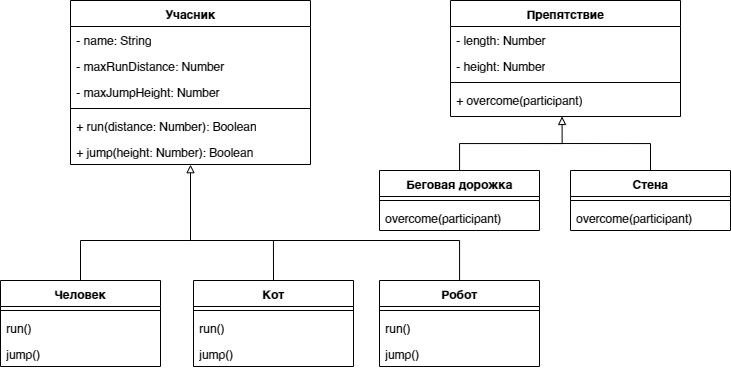 Учасник
- name: String
- maxRunDistance: Number
- maxJumpHeight: Number
+ run(distance: Number): Boolean
+ jump(height: Number): Boolean
Препятствие
- length: Number
- height: Number
+ overcome(participant)
Беговая дорожка
overcome(participant)
Стена
overcome(participant)
Человек
run()
jump()
Кот
run()
jump()
Робот
run()
jump()